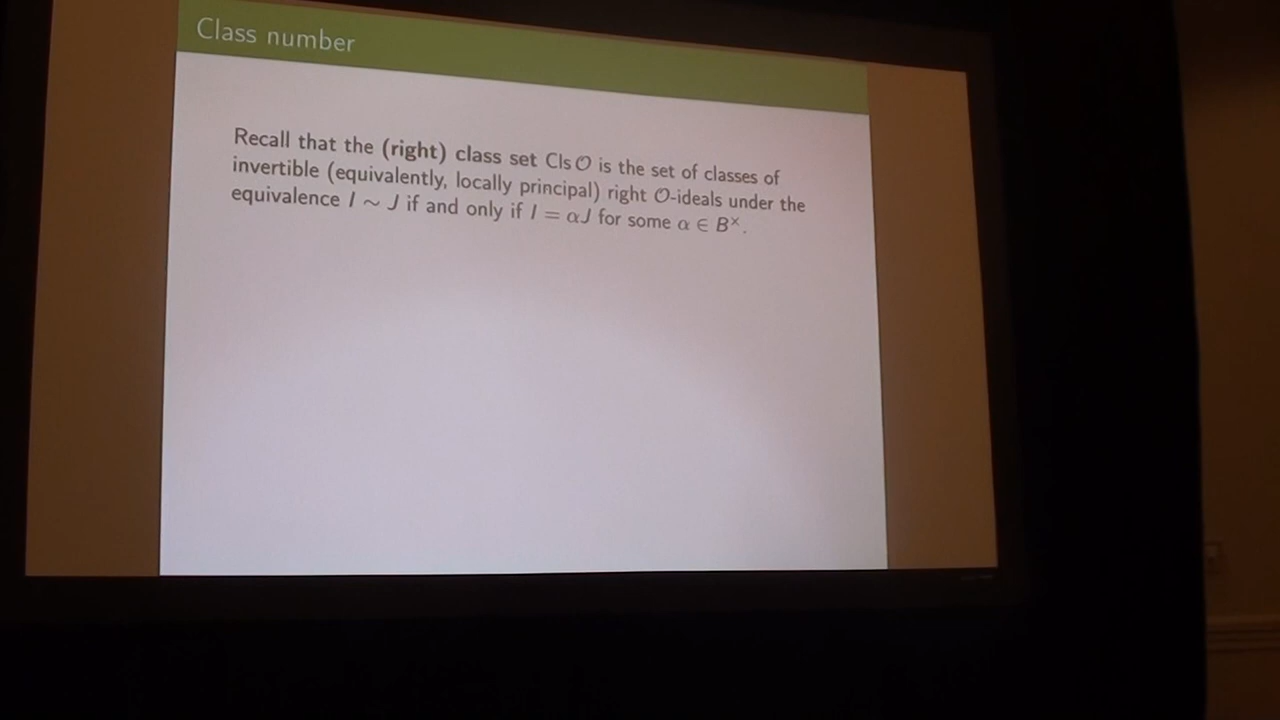 Class number
Recall that the (right) class set Cls 𝒪 is the set of classes of
invertible (equivalently, locally principal) right 𝒪-ideals under the
equivalence I ∼ J if and only if I = αJ for some α ∈ B×.